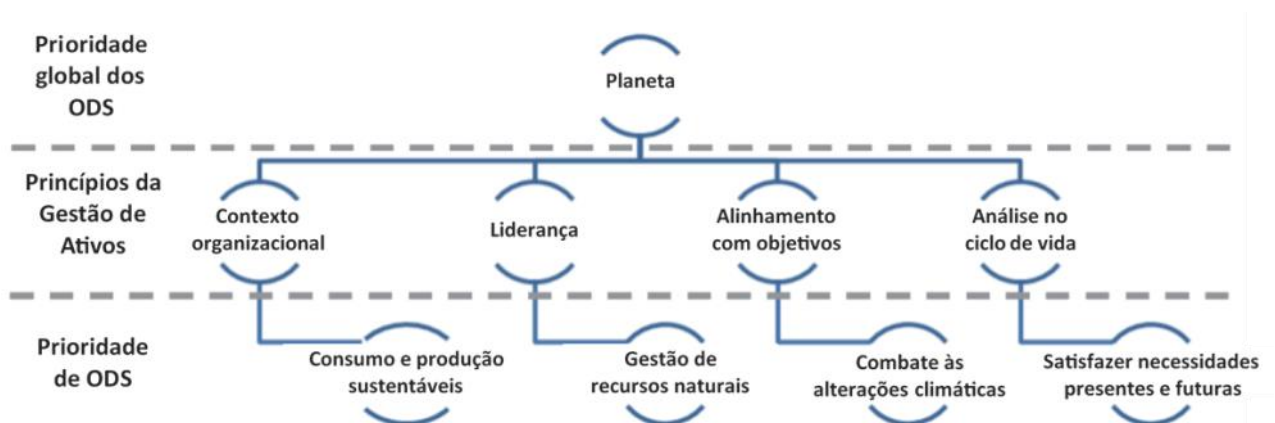 Prioridade
global dos
ODS
Planeta
Princípios da
Gestão de
Ativos
Contexto
organizacional
Liderança
Alinhamento
com objetivos
Análise no
ciclo de vida
Prioridade
de ODS
Consumo e produção
sustentáveis
Gestão de
recursos naturais
Combate às
alterações climáticas
Satisfazer necessidades
presentes e futuras